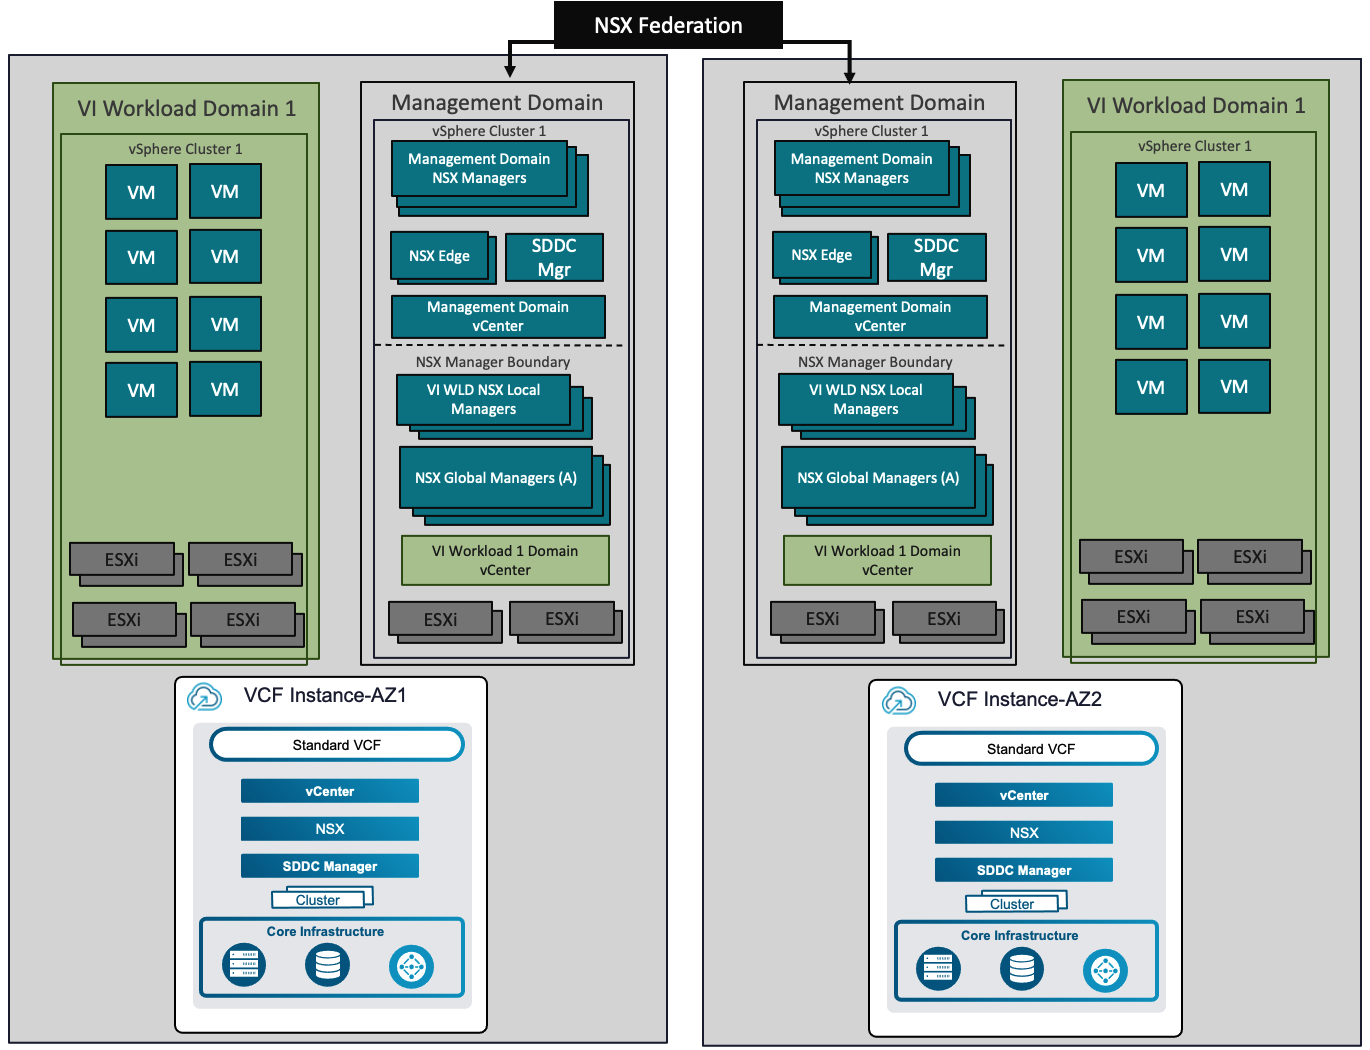 NSX Federation
VI Workload Domain 1
vSphere Cluster 1
VM
VM
VM
VM
VM
VM
VM
VM
ESXi
ESXi
ESXi
ESXi
Management Domain
vSphere Cluster 1
Management Domain
NSX Managers
NSX Edge
SDDC
Mgr
Management Domain
vCenter
NSX Manager Boundary
VI WLD NSX Local
Managers
NSX Global Managers (A)
VI Workload 1 Domain
vCenter
ESXi
ESXi
VCF Instance-AZ1
Standard VCF
vCenter
NSX
SDDC Manager
Cluster
Core Infrastructure
Management Domain
vSphere Cluster 1
Management Domain
NSX Managers
NSX Edge
SDDC
Mgr
Management Domain
vCenter
NSX Manager Boundary
VI WLD NSX Local
Managers
NSX Global Managers (A)
VI Workload 1 Domain
vCenter
ESXi
ESXi
VI Workload Domain 1
vSphere Cluster 1
VM
VM
VM
VM
VM
VM
VM
VM
ESXi
ESXi
ESXi
ESXi
VCF Instance-AZ2
Standard VCF
vCenter
NSX
SDDC Manager
Cluster
Core Infrastructure